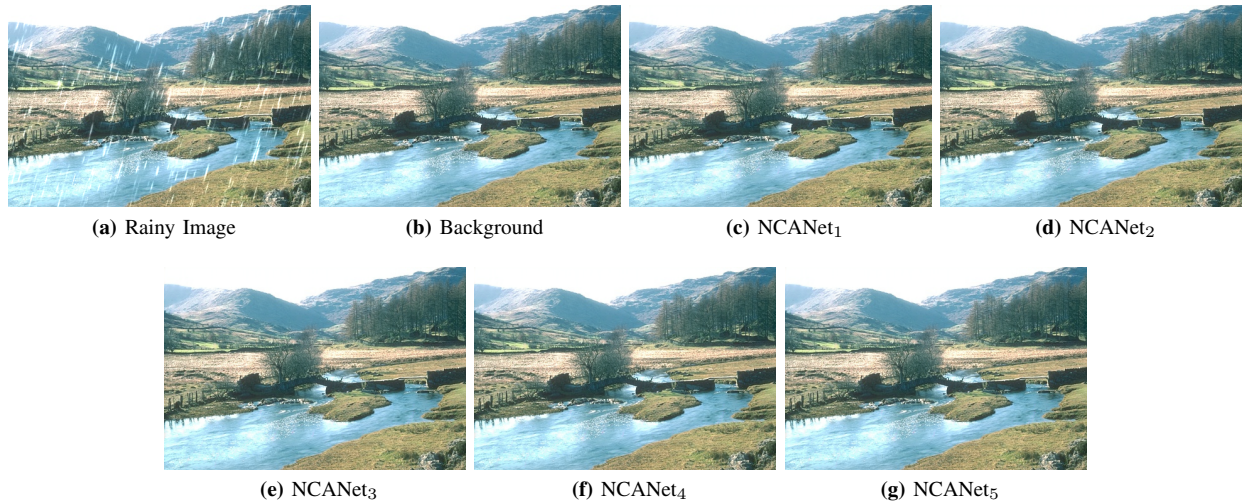 (a) Rainy Image
(b) Background
(c) NCANet₁
(d) NCANet₂
(e) NCANet₃
(f) NCANet₄
(g) NCANet₅